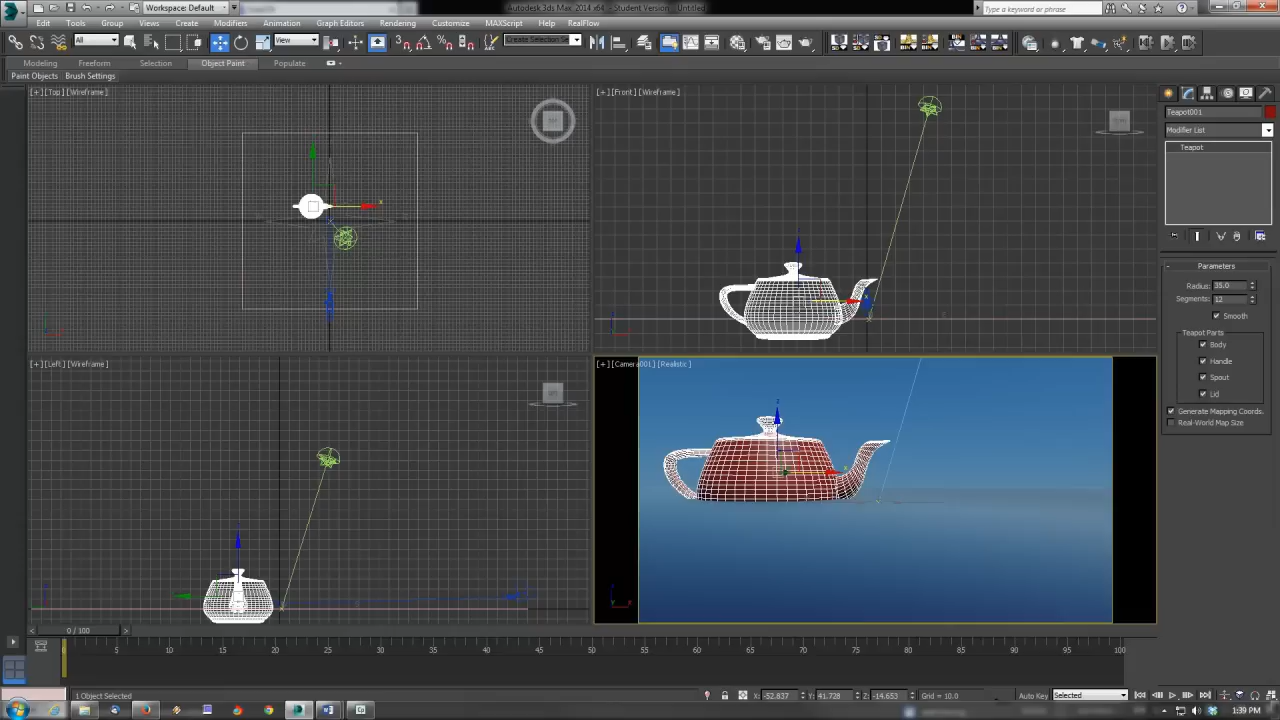 Workspace: Default
Autodesk 3ds Max 2014 x64 - Student Version Untitled
Type a keyword or phrase
Edit Tools Group Views Create Modifiers Animation Graph Editors Rendering Customize MAXScript Help RealFlow
All View Create Selection Se
Modeling Freeform Selection Object Paint Populate
Paint Objects Brush Settings
[+] [Top] [Wireframe]
[+] [Front] [Wireframe]
Teapot001
Modifier List
Teapot
Parameters
Radius: 35.0
Segments: 12
Smooth
Teapot Parts
Body
Handle
Spout
Lid
Generate Mapping Coords.
Real-World Map Size
[+] [Left] [Wireframe]
[+] [Camera001] [Realistic]
0 / 100
0 5 10 15 20 25 30 35 40 45 50 55 60 65 70 75 80 85 90 95 100
1 Object Selected X: -52.837 Y: 41.728 Z: -14.653 Grid = 10.0 Auto Key Selected
1:39 PM